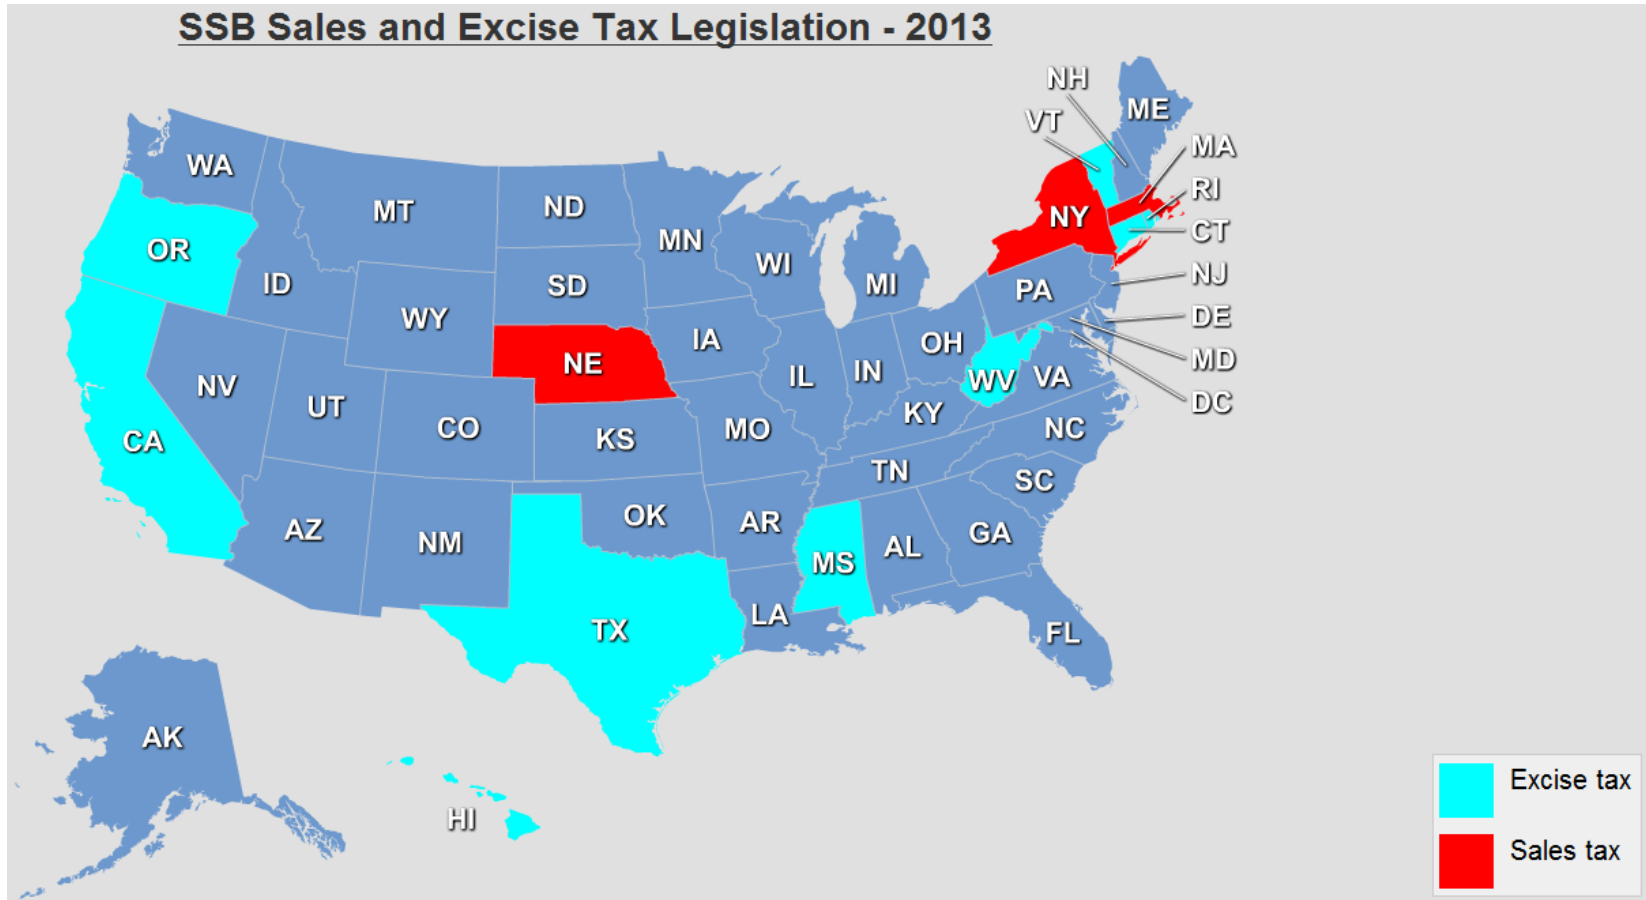 SSB Sales and Excise Tax Legislation - 2013
NH
ME
VT
MA
WA
RI
MT
ND
NY
CT
OR
MN
WI
NJ
ID
SD
MI
PA
WY
DE
IA
OH
MD
NE
IL
IN
WV
VA
NV
DC
UT
CO
KS
MO
KY
NC
CA
TN
SC
AZ
NM
OK
AR
GA
AL
MS
LA
TX
FL
AK
HI
Excise tax
Sales tax